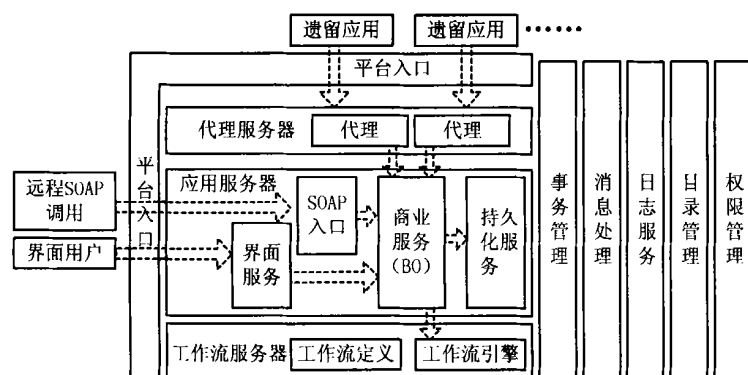 遗留应用
遗留应用
······
平台入口
平台入口
代理服务器
代理
代理
远程SOAP
调用
界面用户
应用服务器
SOAP
入口
界面
服务
商业
服务
(BO)
持久
化服
务
工作流服务器
工作流定义
工作流引擎
事务管理
消息处理
日志服务
目录管理
权限管理